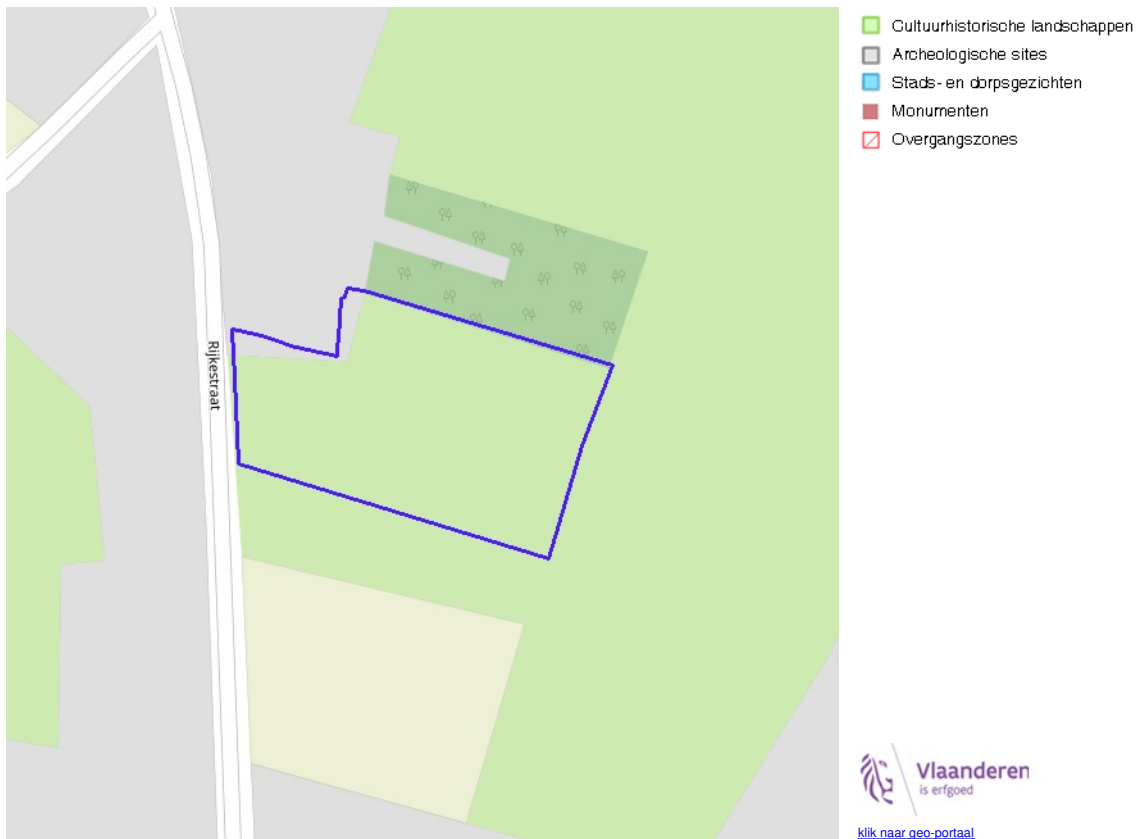 Rijkestraat
Cultuurhistorische landschappen
Archeologische sites
Stads- en dorpsgezichten
Monumenten
Overgangszones
Vlaanderen
is erfgoed
klik naar geo-portaal